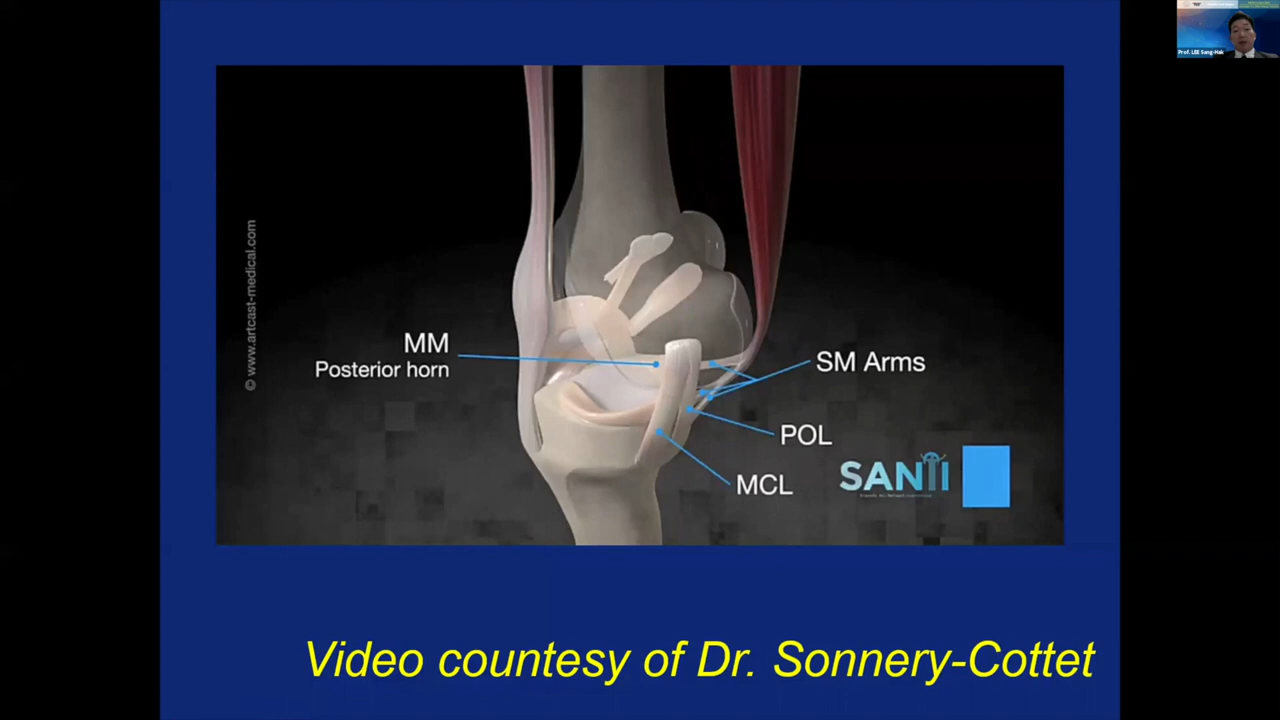 Prof. LEE Sang-Hak
© www.artcast-medical.com
MM
Posterior horn
SM Arms
POL
MCL
SANTI
Video countesy of Dr. Sonnery-Cottet